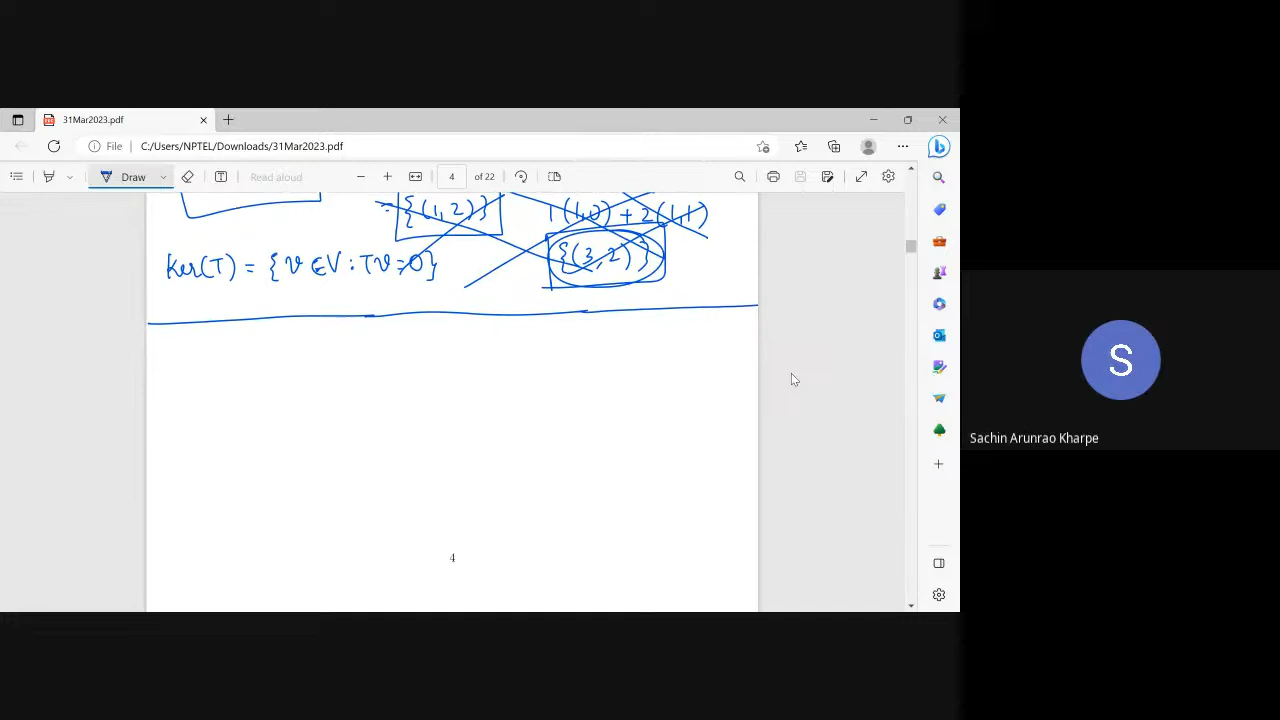 31Mar2023.pdf
File C:/Users/NPTEL/Downloads/31Mar2023.pdf
Draw Read aloud 4 of 22
= {(1, 2)} 1(1,0) + 2(1,1)
Ker(T) = { v ∈ V : Tv = 0} {(3, 2)}
4
S
Sachin Arunrao Kharpe